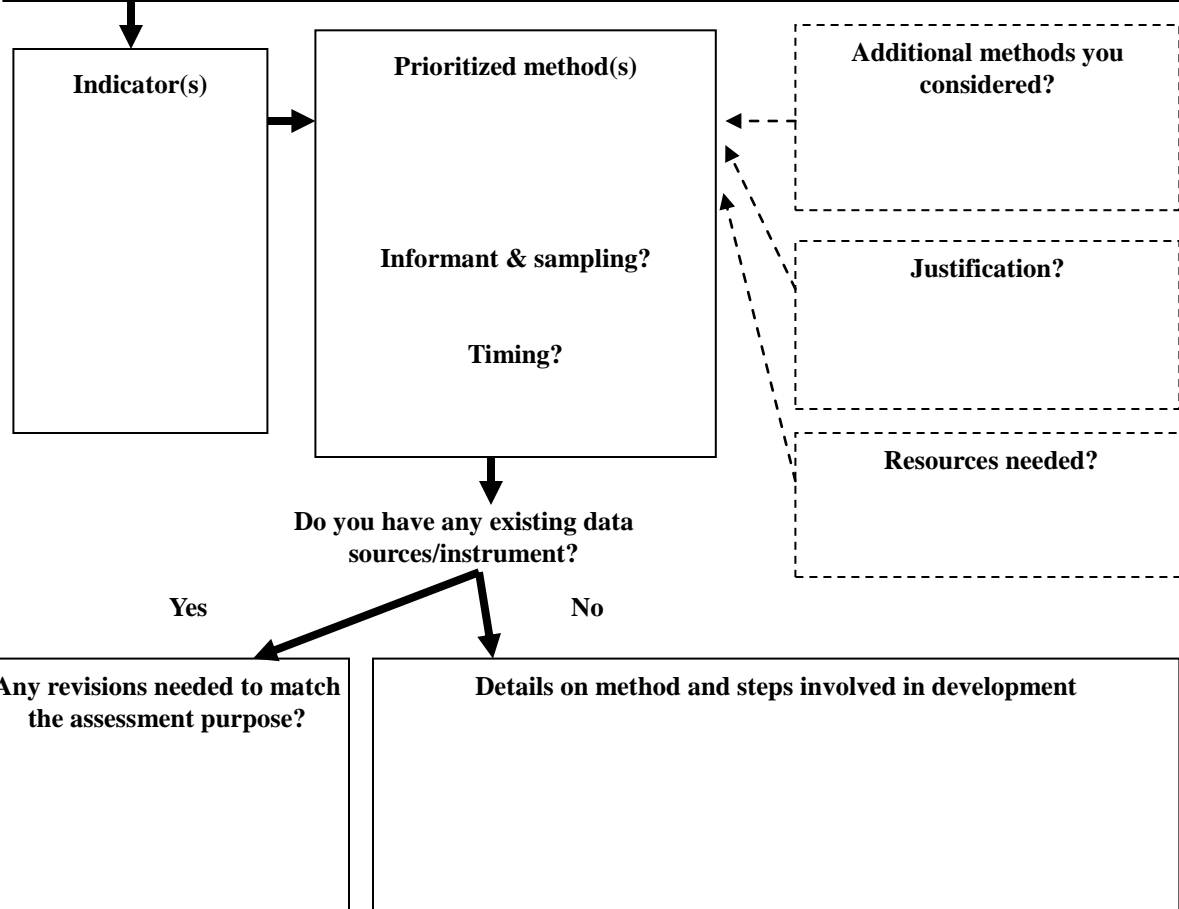 Indicator(s)
Prioritized method(s)
Informant & sampling?
Timing?
Additional methods you
considered?
Justification?
Resources needed?
Do you have any existing data
sources/instrument?
Yes
No
Any revisions needed to match
the assessment purpose?
Details on method and steps involved in development